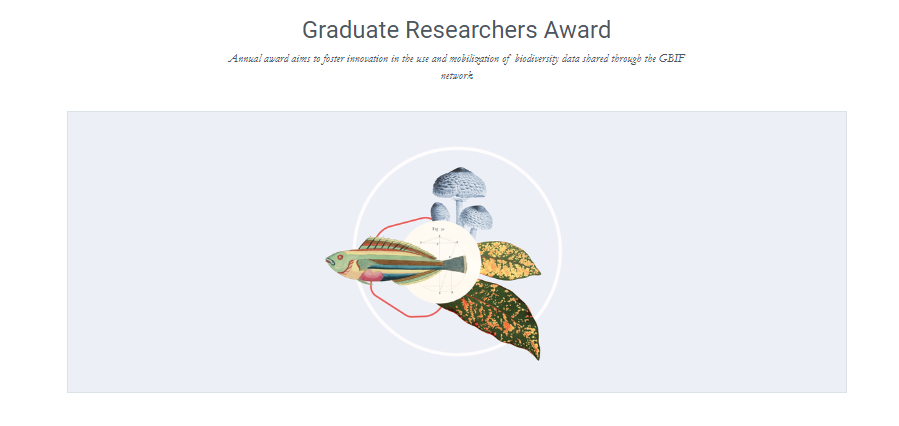 Graduate Researchers Award
Annual award aims to foster innovation in the use and mobilization of biodiversity data shared through the GBIF
network